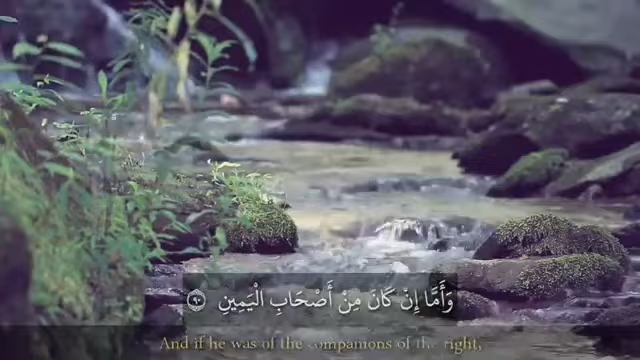 وَأَمَّا إِنْ كَانَ مِنْ أَصْحَابِ الْيَمِينِ ۝٩٠
And if he was of the companions of the right,